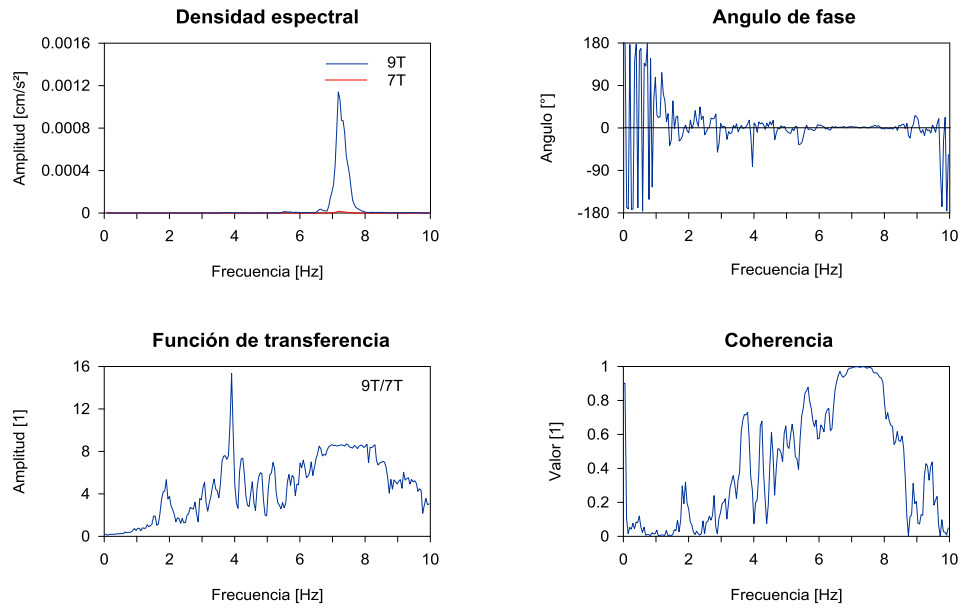 Densidad espectral
0.0016
0.0012
0.0008
0.0004
0
Amplitud [cm/s²]
9T
7T
0 2 4 6 8 10
Frecuencia [Hz]
Angulo de fase
180
90
0
-90
-180
Angulo [°]
0 2 4 6 8 10
Frecuencia [Hz]
Función de transferencia
16
12
8
4
0
Amplitud [1]
9T/7T
0 2 4 6 8 10
Frecuencia [Hz]
Coherencia
1
0.8
0.6
0.4
0.2
0
Valor [1]
0 2 4 6 8 10
Frecuencia [Hz]